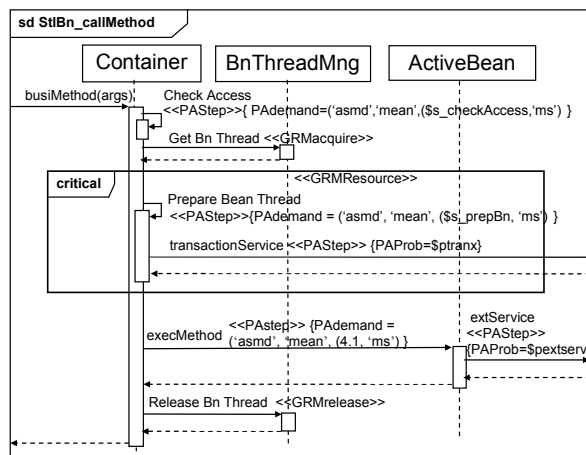 sd StlBn_callMethod
Container
BnThreadMng
ActiveBean
busiMethod(args)
Check Access
<<PAStep>>{ PAdemand=(‘asmd’,‘mean’,($s_checkAccess,‘ms’) }
Get Bn Thread <<GRMacquire>>
<<GRMResource>>
critical
Prepare Bean Thread
<<PAStep>>{PAdemand = (‘asmd’, ‘mean’, ($s_prepBn, ‘ms’) }
transactionService <<PAStep>> {PAProb=$ptranx}
extService
execMethod <<PAstep>> {PAdemand =
(‘asmd’, ‘mean’, (4.1, ‘ms’) }
<<PAStep>>
{PAProb=$pextserv
Release Bn Thread <<GRMrelease>>